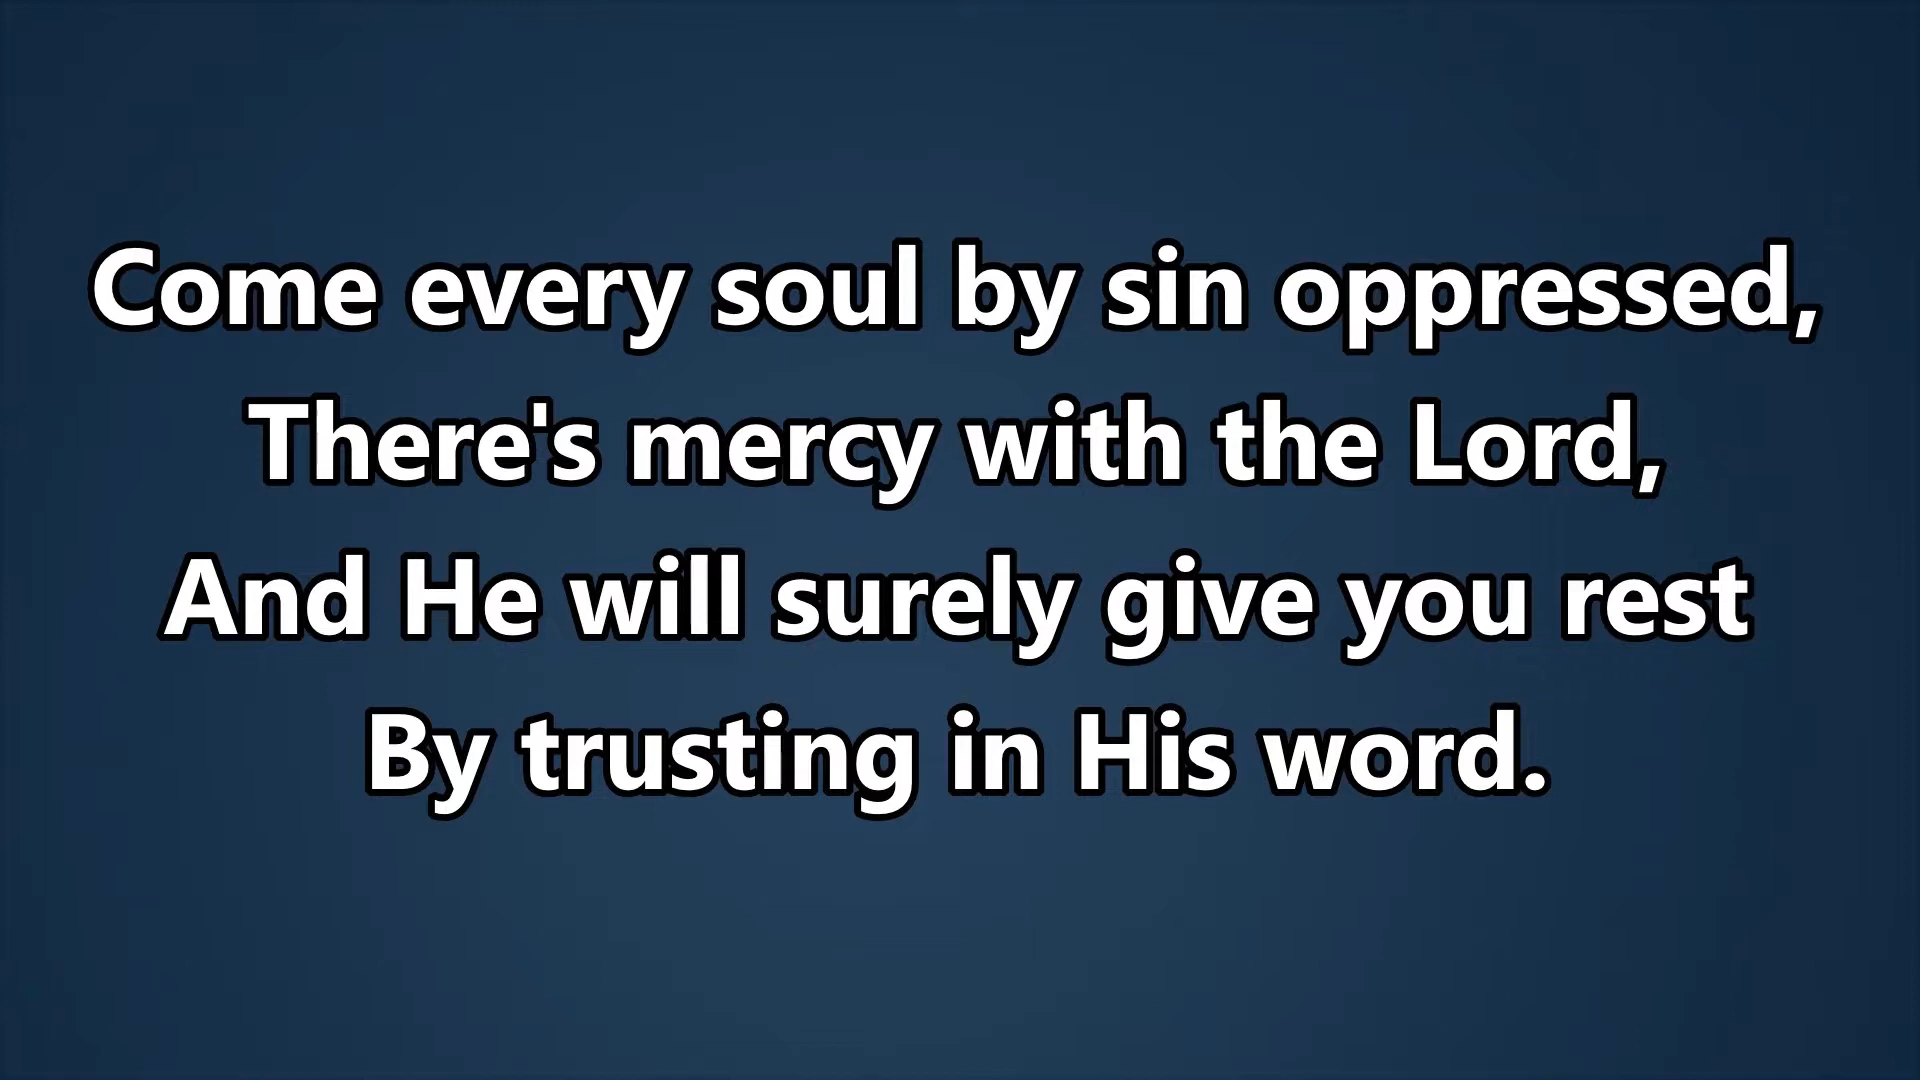 Come every soul by sin oppressed,
There's mercy with the Lord,
And He will surely give you rest
By trusting in His word.